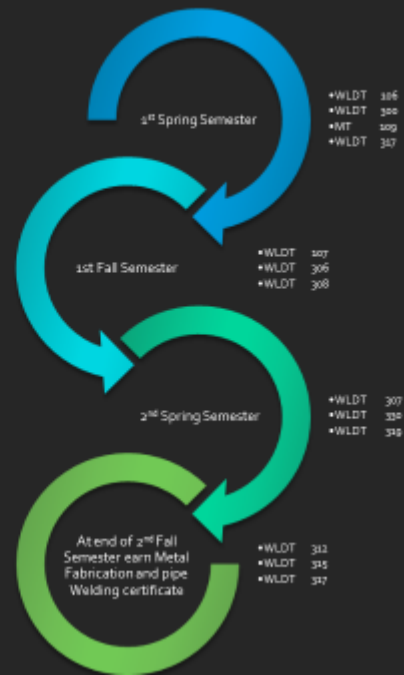 1st Spring Semester
•WLDT 106
•WLDT 300
•MT 109
•WLDT 317
1st Fall Semester
•WLDT 107
•WLDT 306
•WLDT 308
2nd Spring Semester
•WLDT 307
•WLDT 330
•WLDT 319
At end of 2nd Fall
Semester earn Metal
Fabrication and pipe
Welding certificate
•WLDT 312
•WLDT 315
•WLDT 327